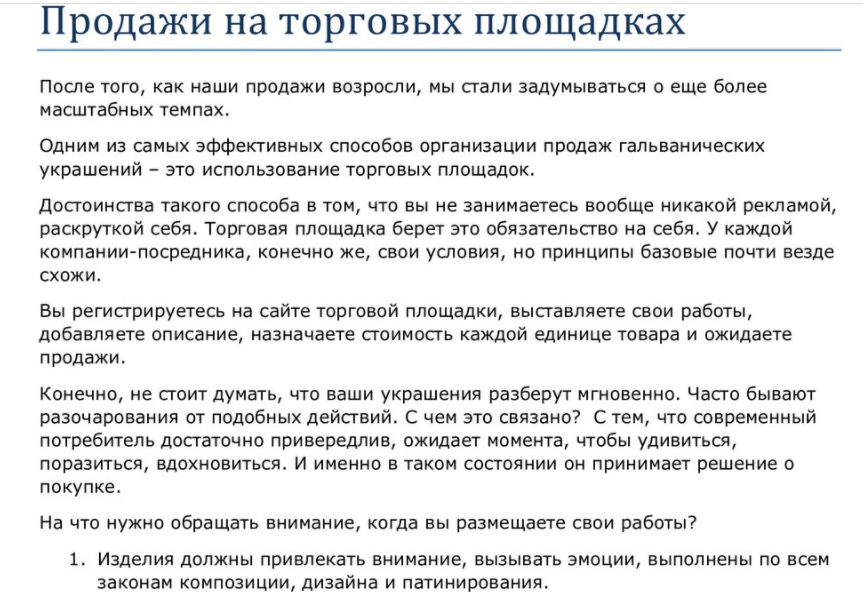 Продажи на торговых площадках
После того, как наши продажи возросли, мы стали задумываться о еще более
масштабных темпах.
Одним из самых эффективных способов организации продаж гальванических
украшений – это использование торговых площадок.
Достоинства такого способа в том, что вы не занимаетесь вообще никакой рекламой,
раскруткой себя. Торговая площадка берет это обязательство на себя. У каждой
компании-посредника, конечно же, свои условия, но принципы базовые почти везде
схожи.
Вы регистрируетесь на сайте торговой площадки, выставляете свои работы,
добавляете описание, назначаете стоимость каждой единице товара и ожидаете
продажи.
Конечно, не стоит думать, что ваши украшения разберут мгновенно. Часто бывают
разочарования от подобных действий. С чем это связано?  С тем, что современный
потребитель достаточно привередлив, ожидает момента, чтобы удивиться,
поразиться, вдохновиться. И именно в таком состоянии он принимает решение о
покупке.
На что нужно обращать внимание, когда вы размещаете свои работы?
1. Изделия должны привлекать внимание, вызывать эмоции, выполнены по всем
законам композиции, дизайна и патинирования.